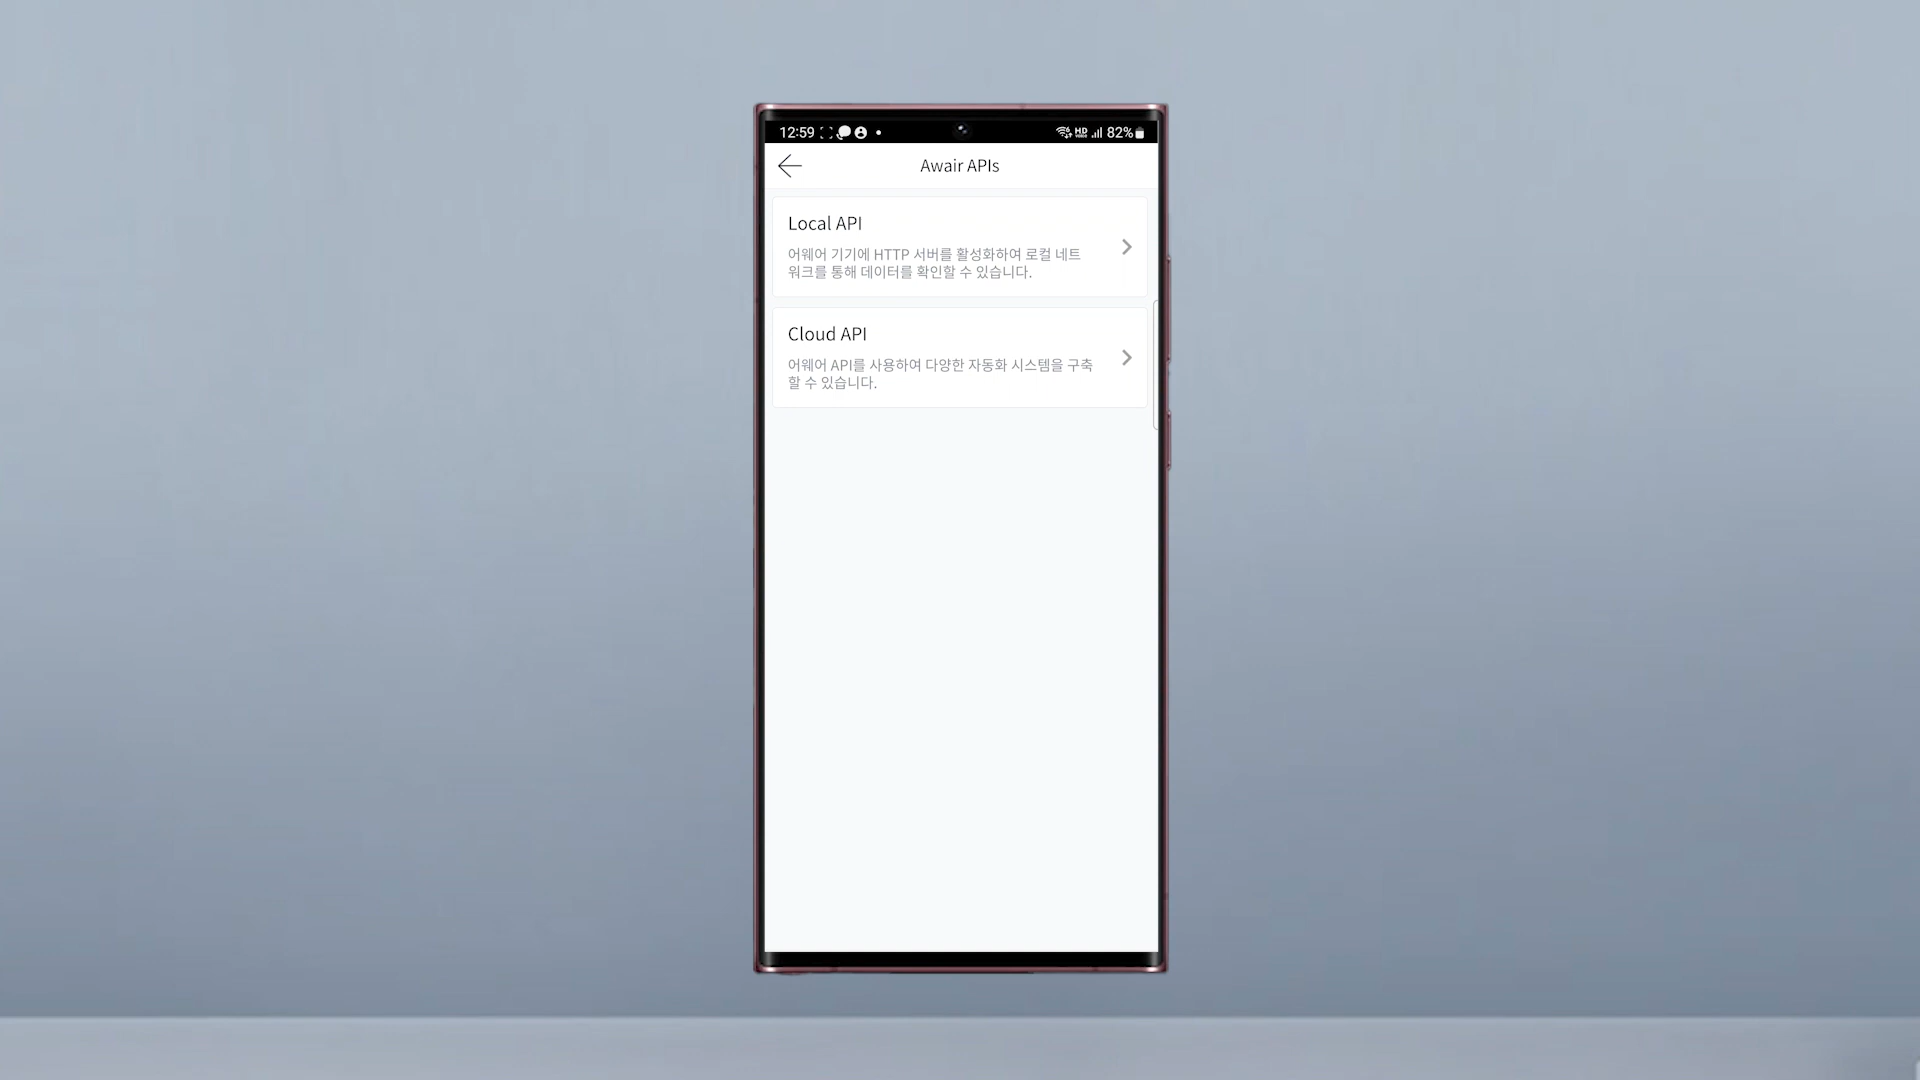 12:59
82%
Awair APIs
Local API
어웨어 기기에 HTTP 서버를 활성화하여 로컬 네트
워크를 통해 데이터를 확인할 수 있습니다.
Cloud API
어웨어 API를 사용하여 다양한 자동화 시스템을 구축
할 수 있습니다.